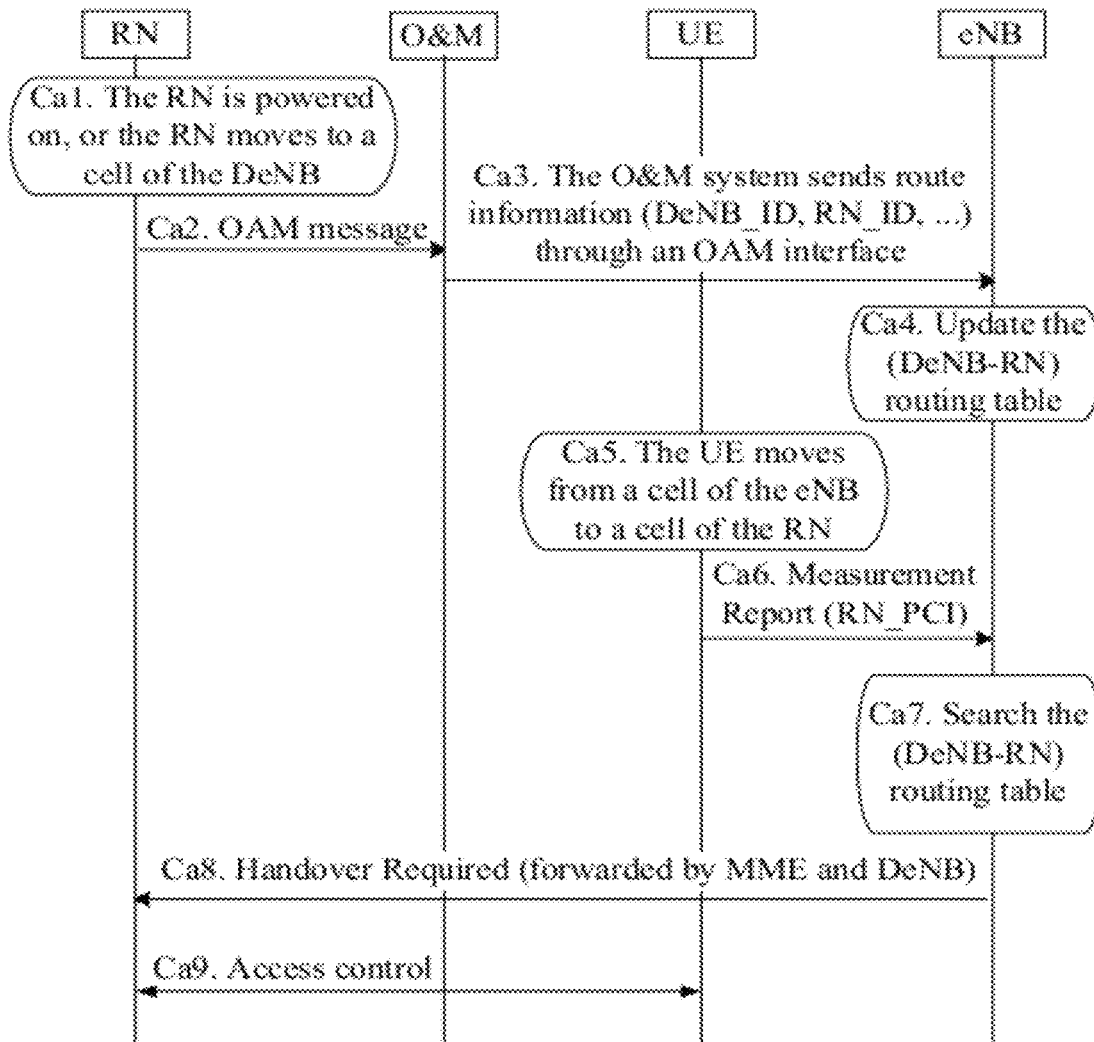 RN
O&M
UE
eNB
Ca1. The RN is powered
on, or the RN moves to a
cell of the DeNB
Ca2. OAM message
Ca3. The O&M system sends route
information (DeNB_ID, RN_ID, ...)
through an OAM interface
Ca4. Update the
(DeNB-RN)
routing table
Ca5. The UE moves
from a cell of the eNB
to a cell of the RN
Ca6. Measurement
Report (RN_PCI)
Ca7. Search the
(DeNB-RN)
routing table
Ca8. Handover Required (forwarded by MME and DeNB)
Ca9. Access control